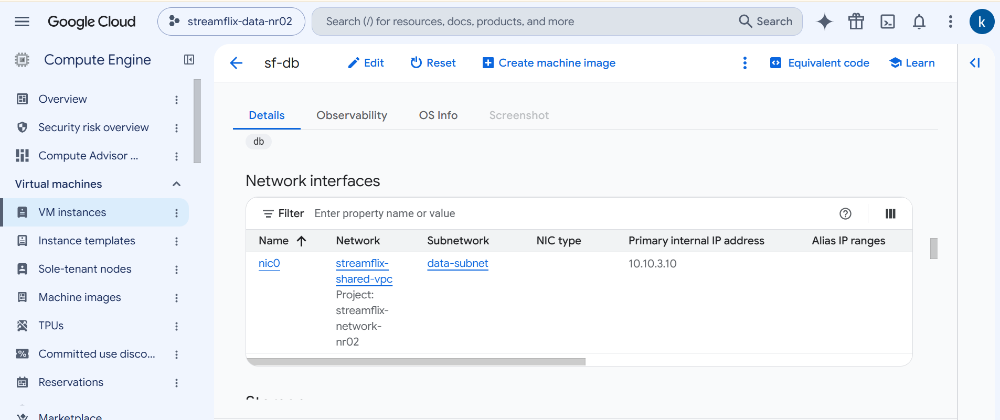 Google Cloud
streamflix-data-nr02
Search (/) for resources, docs, products, and more
Search
k
Compute Engine
Overview
Security risk overview
Compute Advisor ...
Virtual machines
VM instances
Instance templates
Sole-tenant nodes
Machine images
TPUs
Committed use disco...
Reservations
Marketplace
sf-db
Edit
Reset
Create machine image
Equivalent code
Learn
Details
Observability
OS Info
Screenshot
db
Network interfaces
Filter
Enter property name or value
Name
Network
Subnetwork
NIC type
Primary internal IP address
Alias IP ranges
nic0
streamflix-
shared-vpc
Project:
streamflix-
network-
nr02
data-subnet
10.10.3.10